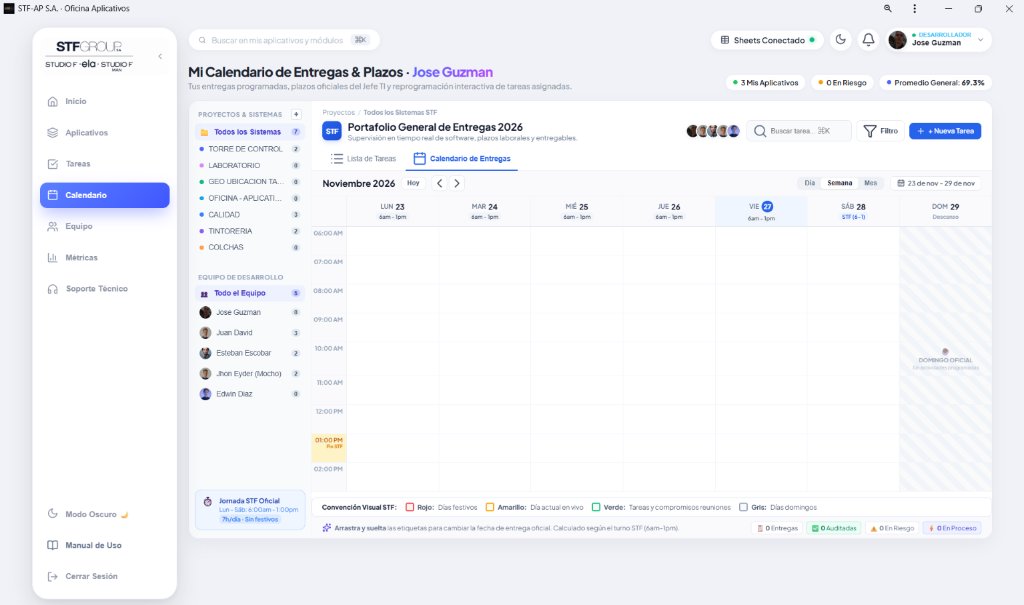 STF-AP S.A. · Oficina Aplicativos
STFGROUP S.A.
STUDIO F · ela · STUDIO F
MAN
Inicio
Aplicativos
Tareas
Calendario
Equipo
Métricas
Soporte Técnico
Modo Oscuro
Manual de Uso
Cerrar Sesión
Buscar en mis aplicativos y módulos ⌘K
Sheets Conectado
DESARROLLADOR
Jose Guzman
Mi Calendario de Entregas & Plazos · Jose Guzman
Tus entregas programadas, plazos oficiales del Jefe TI y reprogramación interactiva de tareas asignadas.
3 Mis Aplicativos
0 En Riesgo
Promedio General: 69.3%
PROYECTOS & SISTEMAS +
Todos los Sistemas 7
TORRE DE CONTROL 2
LABORATORIO 0
GEO UBICACION TA... 0
OFICINA - APLICATI... 0
CALIDAD 3
TINTORERIA 2
COLCHAS 0
EQUIPO DE DESARROLLO
Todo el Equipo 5
Jose Guzman 8
Juan David 3
Esteban Escobar 2
Jhon Eyder (Mocho) 2
Edwin Diaz 0
Jornada STF Oficial
Lun - Sáb: 6:00am - 1:00pm
7h/día · Sin festivos
Proyectos / Todos los Sistemas STF
STF
Portafolio General de Entregas 2026
Supervisión en tiempo real de software, plazos laborales y entregables.
Buscar tarea... ⌘K
Filtro
+ + Nueva Tarea
Lista de Tareas
Calendario de Entregas
Noviembre 2026
Hoy
Día
Semana
Mes
23 de nov - 29 de nov
LUN 23
6am - 1pm
MAR 24
6am - 1pm
MIÉ 25
6am - 1pm
JUE 26
6am - 1pm
VIE 27
6am - 1pm
SÁB 28
STF (6-1)
DOM 29
Descanso
06:00 AM
07:00 AM
08:00 AM
09:00 AM
10:00 AM
11:00 AM
12:00 PM
01:00 PM
Fin STF
02:00 PM
DOMINGO OFICIAL
Convención Visual STF:
Rojo: Días festivos
Amarillo: Día actual en vivo
Verde: Tareas y compromisos reuniones
Gris: Días domingos
Arrastra y suelta las etiquetas para cambiar la fecha de entrega oficial. Calculado según el turno STF (6am-1pm).
0 Entregas
0 Auditadas
0 En Riesgo
0 En Proceso